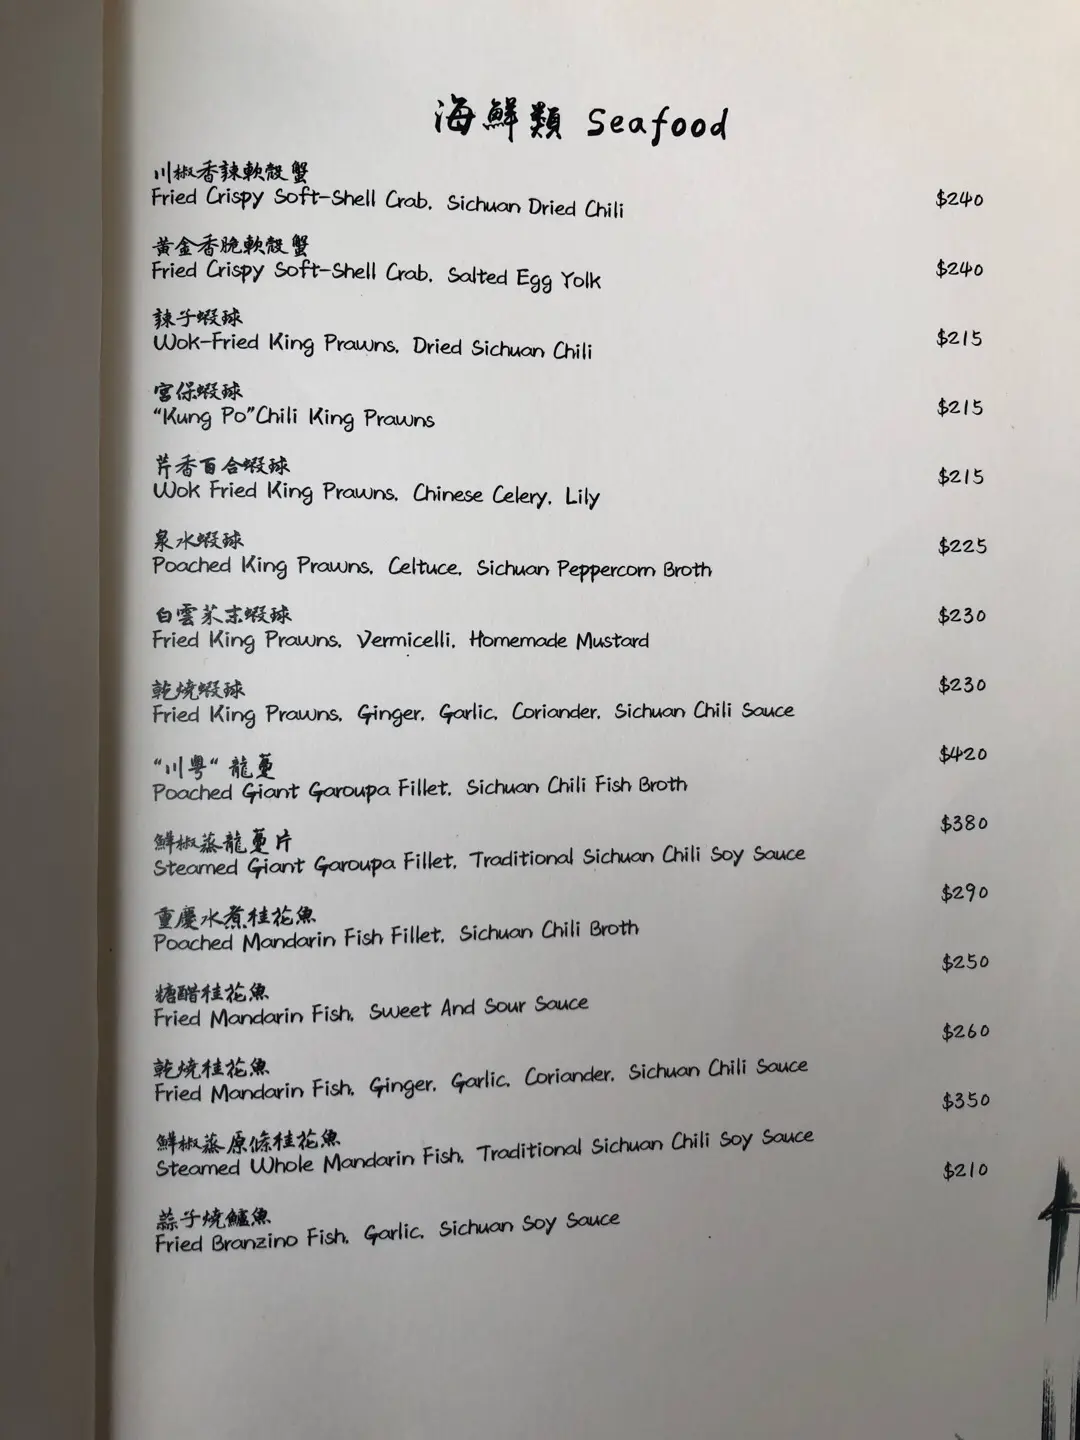 海鮮類 Seafood
川椒香辣軟殼蟹
Fried Crispy Soft-Shell Crab, Sichuan Dried Chili $240
黃金香脆軟殼蟹
Fried Crispy Soft-Shell Crab, Salted Egg Yolk $240
辣子蝦球
Wok-Fried King Prawns, Dried Sichuan Chili $215
宮保蝦球
“Kung Po”Chili King Prawns $215
芹香百合蝦球
Wok Fried King Prawns, Chinese Celery, Lily $215
泉水蝦球
Poached King Prawns, Celtuce, Sichuan Peppercorn Broth $225
白雲芥末蝦球
Fried King Prawns, Vermicelli, Homemade Mustard $230
乾燒蝦球
Fried King Prawns, Ginger, Garlic, Coriander, Sichuan Chili Sauce $230
“川粵“ 龍躉
Poached Giant Garoupa Fillet, Sichuan Chili Fish Broth $420
鮮椒蒸龍躉片
Steamed Giant Garoupa Fillet, Traditional Sichuan Chili Soy Sauce $380
重慶水煮桂花魚
Poached Mandarin Fish Fillet, Sichuan Chili Broth $290
糖醋桂花魚
Fried Mandarin Fish, Sweet And Sour Sauce $250
乾燒桂花魚
Fried Mandarin Fish, Ginger, Garlic, Coriander, Sichuan Chili Sauce $260
鮮椒蒸原條桂花魚
Steamed Whole Mandarin Fish, Traditional Sichuan Chili Soy Sauce $350
蒜子燒鱸魚
Fried Branzino Fish, Garlic, Sichuan Soy Sauce $210